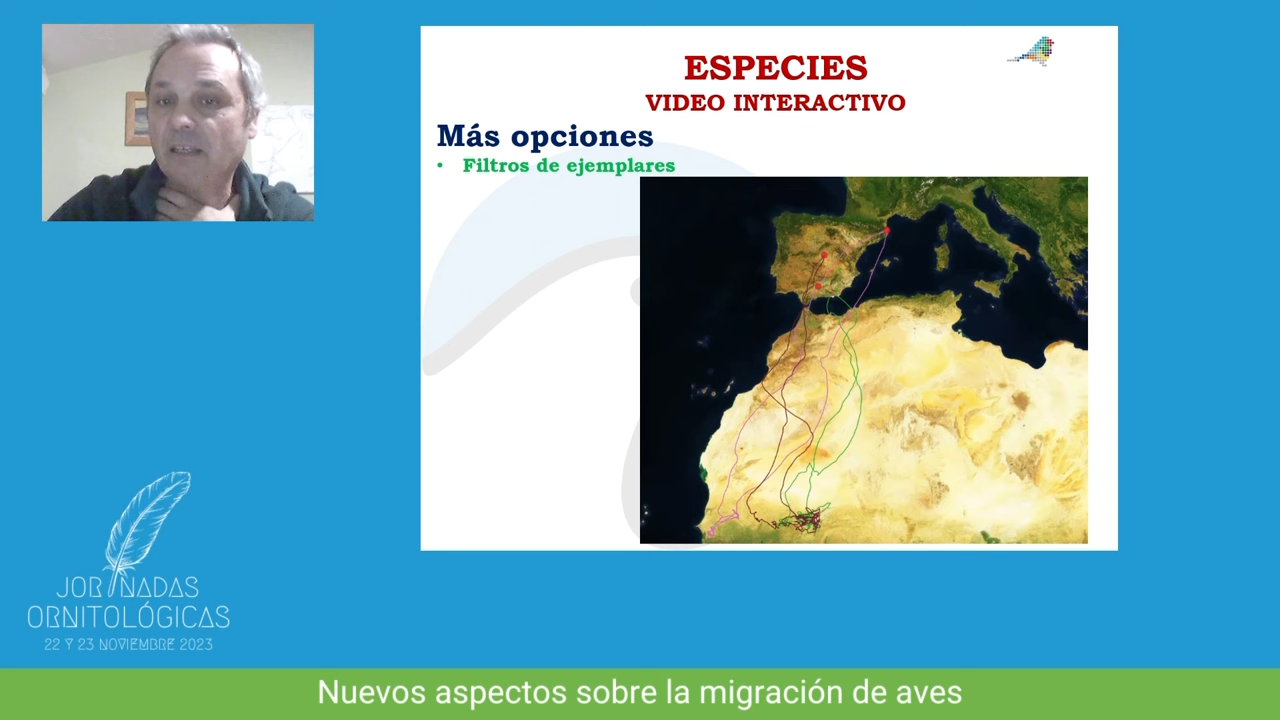 ESPECIES
VIDEO INTERACTIVO
Más opciones
• Filtros de ejemplares
JORNADAS
ORNITOLÓGICAS
22 Y 23 NOVIEMBRE 2023
Nuevos aspectos sobre la migración de aves